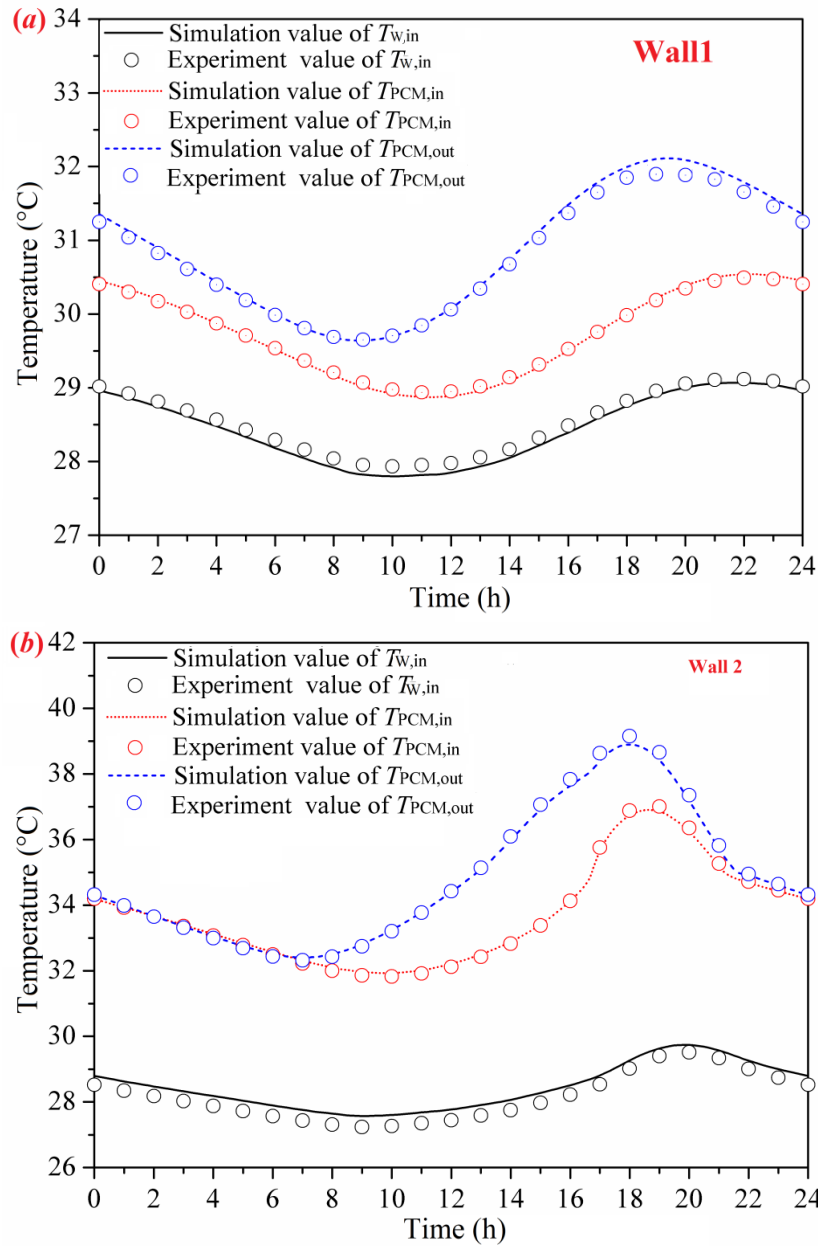 (a)
Simulation value of TW,in
Experiment value of TW,in
Simulation value of TPCM,in
Experiment value of TPCM,in
Simulation value of TPCM,out
Experiment value of TPCM,out
Wall1
34
33
32
31
30
29
28
27
Temperature (°C)
0 2 4 6 8 10 12 14 16 18 20 22 24
Time (h)
(b)
Simulation value of TW,in
Experiment value of TW,in
Simulation value of TPCM,in
Experiment value of TPCM,in
Simulation value of TPCM,out
Experiment value of TPCM,out
Wall 2
42
40
38
36
34
32
30
28
26
Temperature (°C)
0 2 4 6 8 10 12 14 16 18 20 22 24
Time (h)